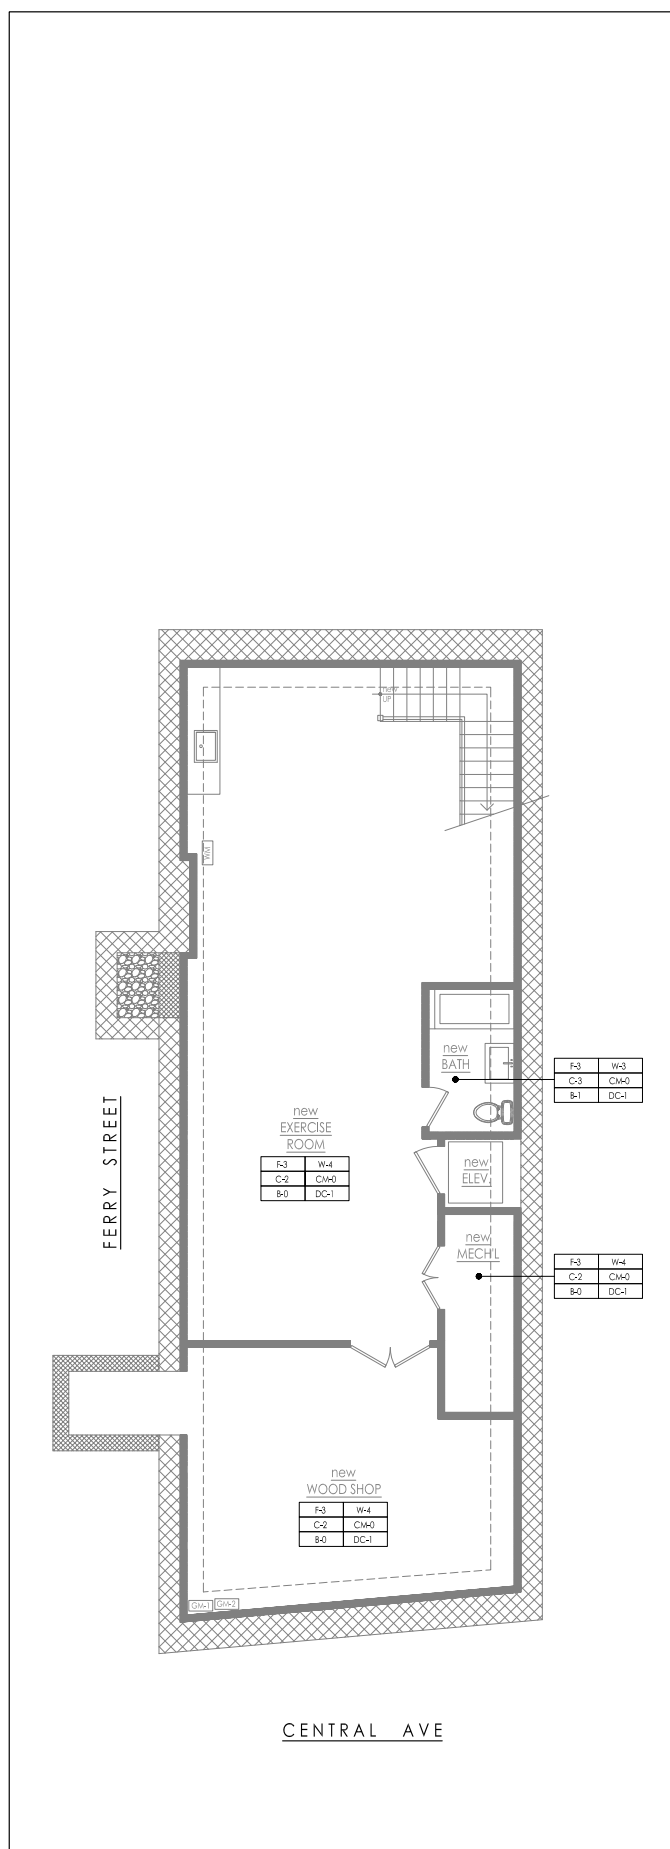 new
UP
WM
new
BATH
F-3 W-3
C-3 CM-0
B-1 DC-1
FERRY STREET
new
EXERCISE
ROOM
F-3 W-4
C-2 CM-0
B-0 DC-1
new
ELEV.
new
MECH'L
F-3 W-4
C-2 CM-0
B-0 DC-1
new
WOOD SHOP
F-3 W-4
C-2 CM-0
B-0 DC-1
GM-1 GM-2
CENTRAL AVE